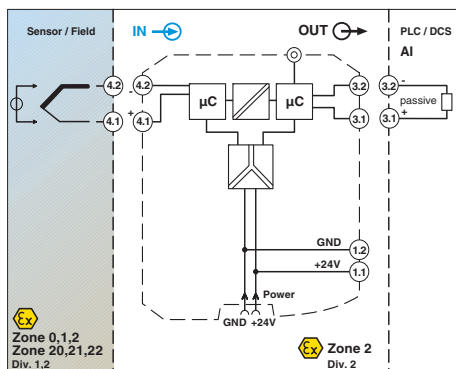 Sensor / Field
IN
OUT
PLC / DCS
AI
4.2
4.2
-
µC
µC
3.2
3.2
-
passive
4.1
+
4.1
3.1
3.1
+
GND
1.2
+24V
1.1
Power
GND +24V
Ex
Zone 0,1,2
Zone 20,21,22
Div. 1,2
Ex
Zone 2
Div. 2